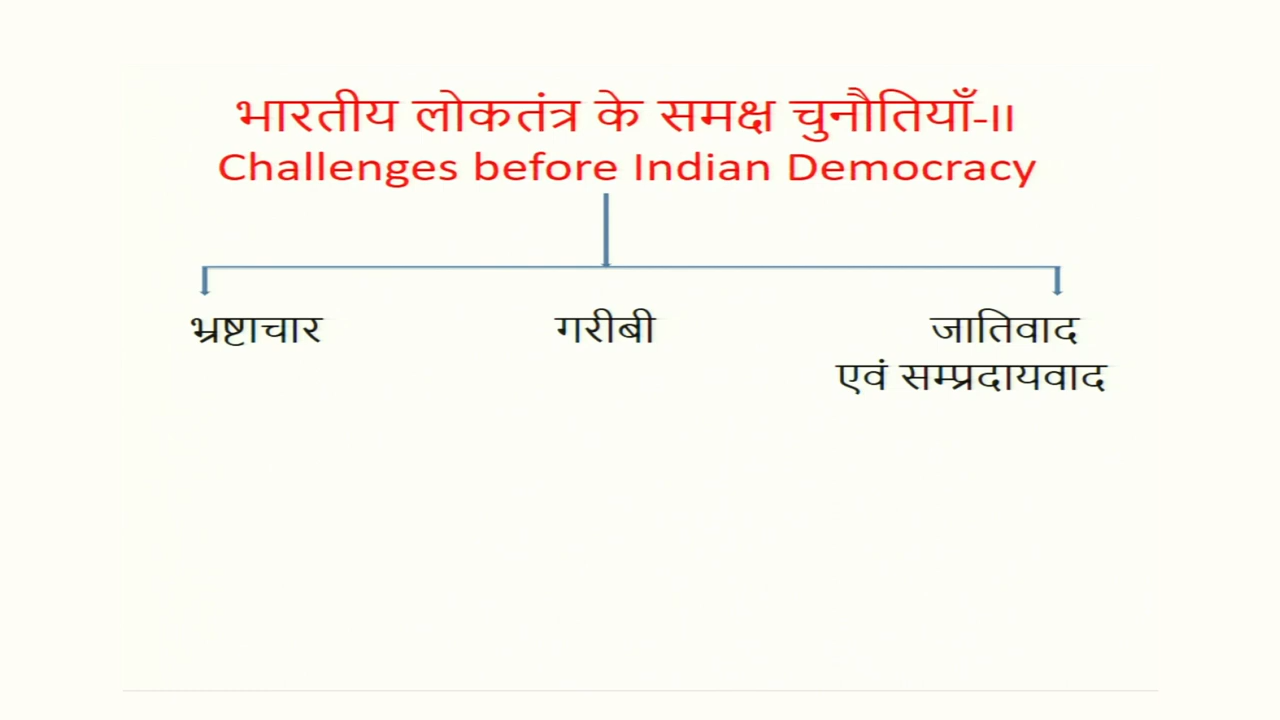 भारतीय लोकतंत्र के समक्ष चुनौतियाँ-II
Challenges before Indian Democracy
भ्रष्टाचार गरीबी जातिवाद
एवं सम्प्रदायवाद